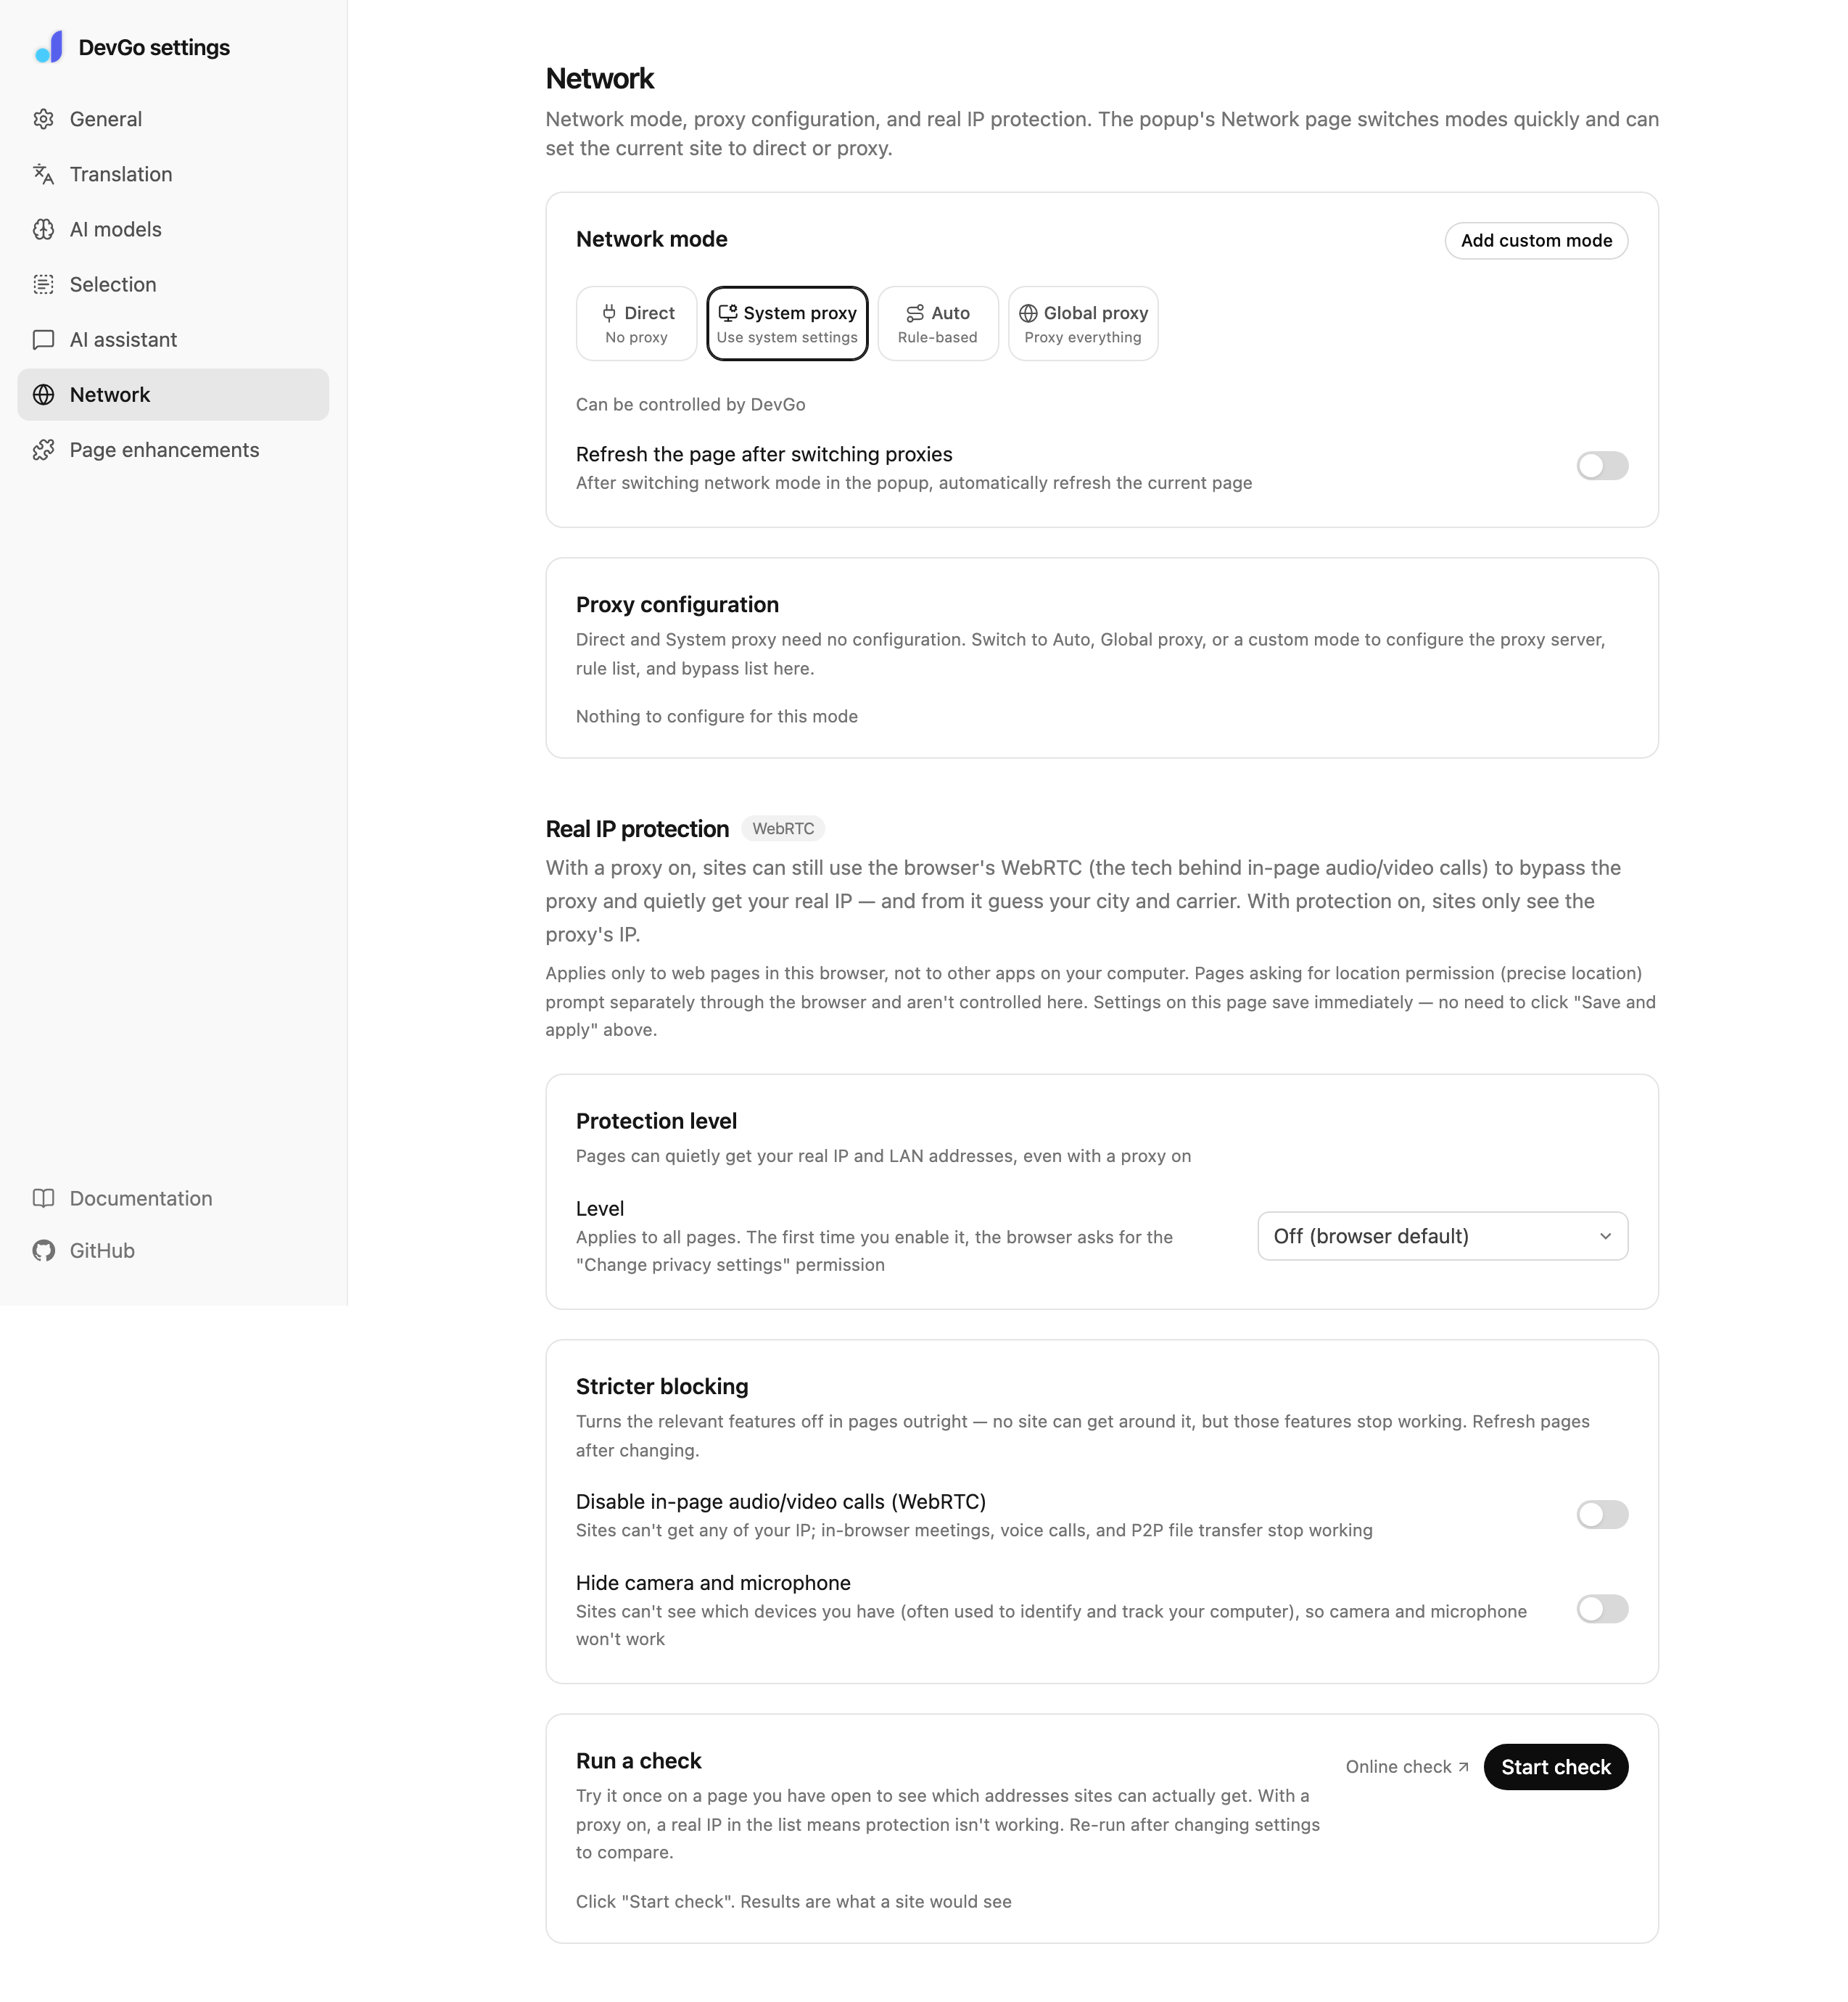 DevGo settings
General
Translation
AI models
Selection
AI assistant
Network
Page enhancements
Documentation
GitHub
Network
Network mode, proxy configuration, and real IP protection. The popup's Network page switches modes quickly and can
set the current site to direct or proxy.
Network mode
Add custom mode
Direct
No proxy
System proxy
Use system settings
Auto
Rule-based
Global proxy
Proxy everything
Can be controlled by DevGo
Refresh the page after switching proxies
After switching network mode in the popup, automatically refresh the current page
Proxy configuration
Direct and System proxy need no configuration. Switch to Auto, Global proxy, or a custom mode to configure the proxy server,
rule list, and bypass list here.
Nothing to configure for this mode
Real IP protection WebRTC
With a proxy on, sites can still use the browser's WebRTC (the tech behind in-page audio/video calls) to bypass the
proxy and quietly get your real IP — and from it guess your city and carrier. With protection on, sites only see the
proxy's IP.
Applies only to web pages in this browser, not to other apps on your computer. Pages asking for location permission (precise location)
prompt separately through the browser and aren't controlled here. Settings on this page save immediately — no need to click "Save and
apply" above.
Protection level
Pages can quietly get your real IP and LAN addresses, even with a proxy on
Level
Applies to all pages. The first time you enable it, the browser asks for the
"Change privacy settings" permission
Off (browser default)
Stricter blocking
Turns the relevant features off in pages outright — no site can get around it, but those features stop working. Refresh pages
after changing.
Disable in-page audio/video calls (WebRTC)
Sites can't get any of your IP; in-browser meetings, voice calls, and P2P file transfer stop working
Hide camera and microphone
Sites can't see which devices you have (often used to identify and track your computer), so camera and microphone
won't work
Run a check
Online check ↗
Start check
Try it once on a page you have open to see which addresses sites can actually get. With a
proxy on, a real IP in the list means protection isn't working. Re-run after changing settings
to compare.
Click "Start check". Results are what a site would see